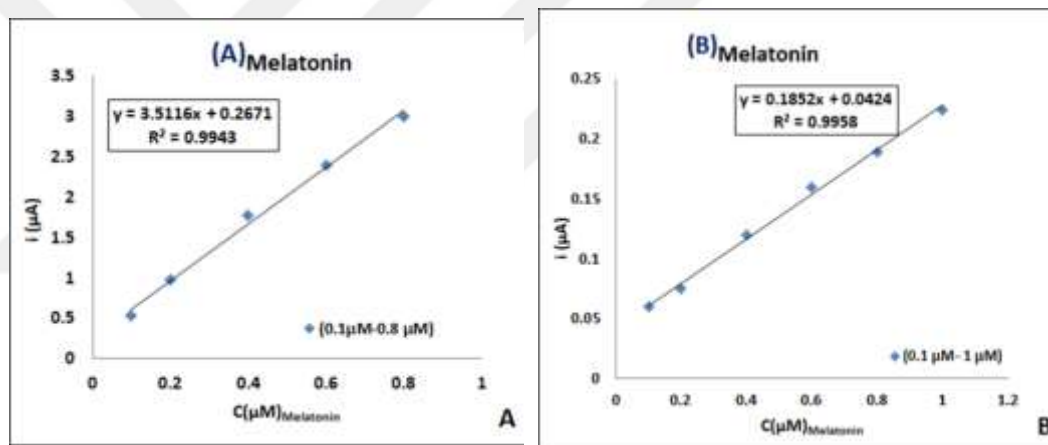 (A)Melatonin
y = 3.5116x + 0.2671
R² = 0.9943
3.5
3
2.5
2
1.5
1
0.5
0
i (µA)
0 0.2 0.4 0.6 0.8 1
C(µM)Melatonin
(0.1µM-0.8 µM)
A
(B)Melatonin
y = 0.1852x + 0.0424
R² = 0.9958
0.25
0.2
0.15
0.1
0.05
0
i (µA)
0 0.2 0.4 0.6 0.8 1 1.2
C(µM)Melatonin
(0.1 µM- 1 µM)
B